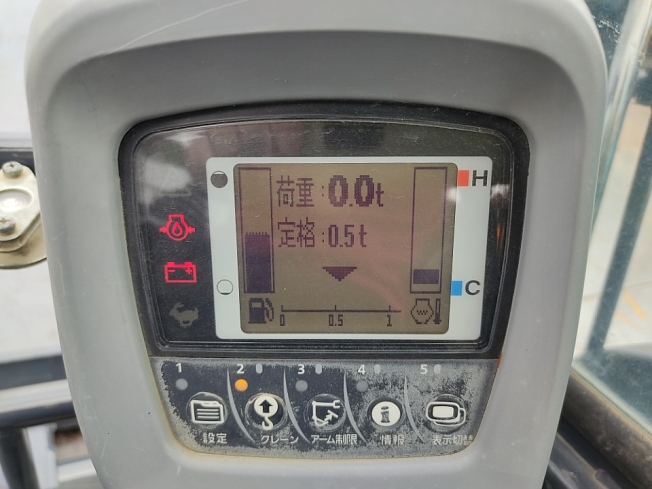 荷重:0.0t
定格:0.5t
H
C
0 0.5 1
1 2 3 4 5
設定 クレーン アーム制限 情報 表示切替